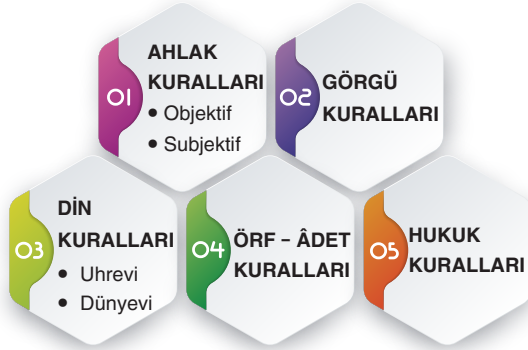 01
AHLAK
KURALLARI
• Objektif
• Subjektif
02
GÖRGÜ
KURALLARI
03
DİN
KURALLARI
• Uhrevi
• Dünyevi
04
ÖRF – ÂDET
KURALLARI
05
HUKUK
KURALLARI